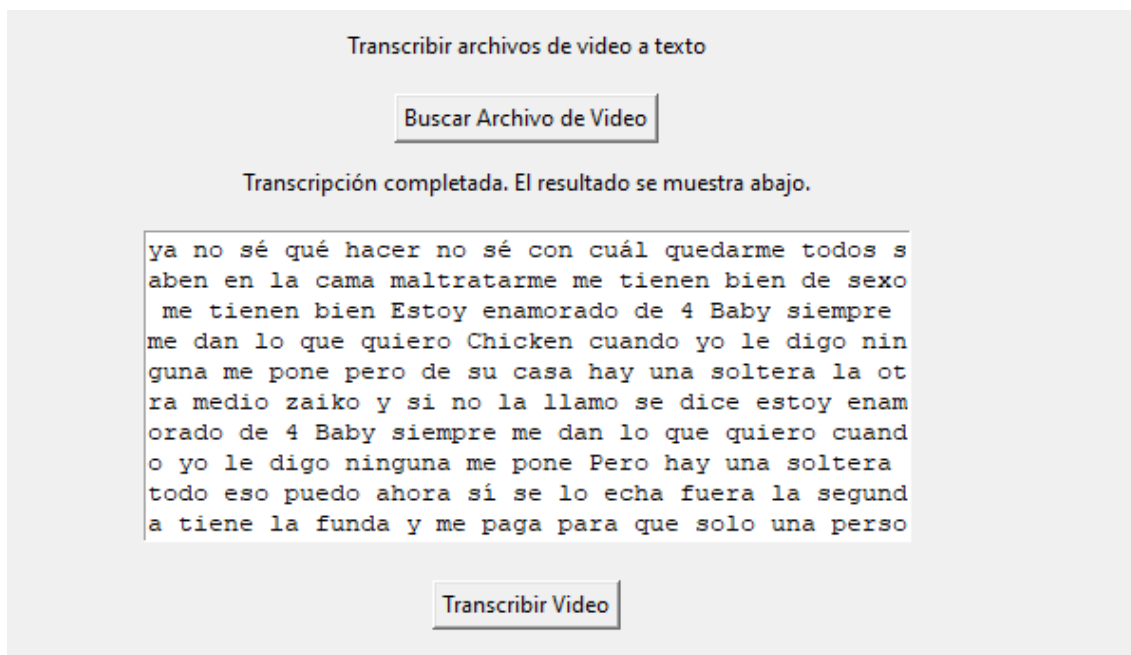 Transcribir archivos de video a texto
Buscar Archivo de Video
Transcripción completada. El resultado se muestra abajo.
ya no sé qué hacer no sé con cuál quedarme todos s
aben en la cama maltratarme me tienen bien de sexo
me tienen bien Estoy enamorado de 4 Baby siempre
me dan lo que quiero Chicken cuando yo le digo nin
guna me pone pero de su casa hay una soltera la ot
ra medio zaiko y si no la llamo se dice estoy enam
orado de 4 Baby siempre me dan lo que quiero cuand
o yo le digo ninguna me pone Pero hay una soltera
todo eso puedo ahora sí se lo echa fuera la segund
a tiene la funda y me paga para que solo una perso
Transcribir Video